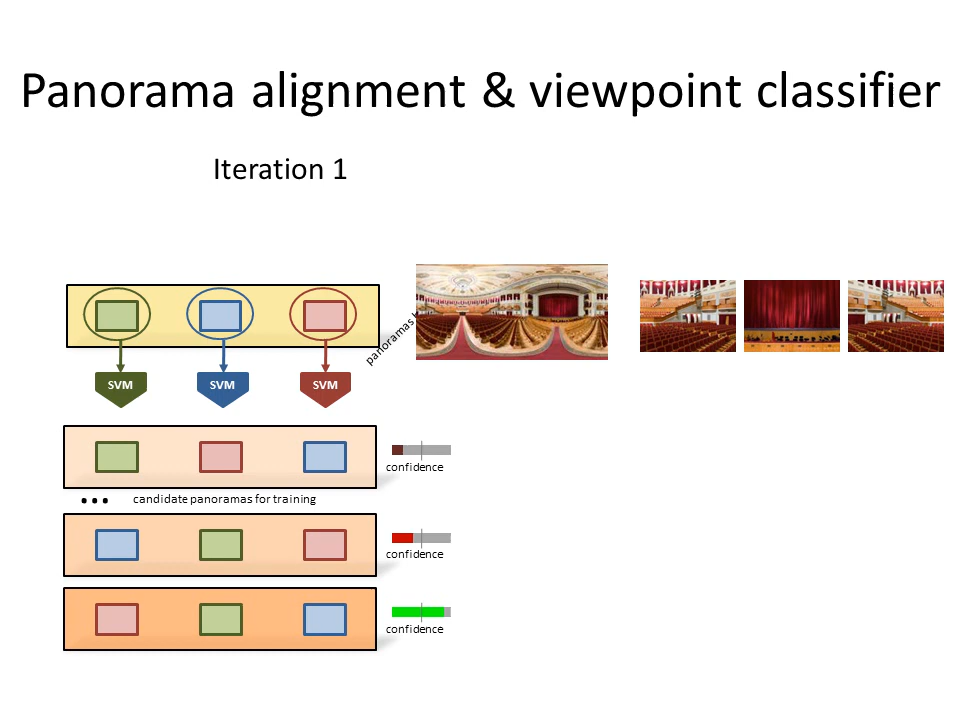 Panorama alignment & viewpoint classifier
Iteration 1
panoramas
SVM SVM SVM
confidence
... candidate panoramas for training
confidence
confidence